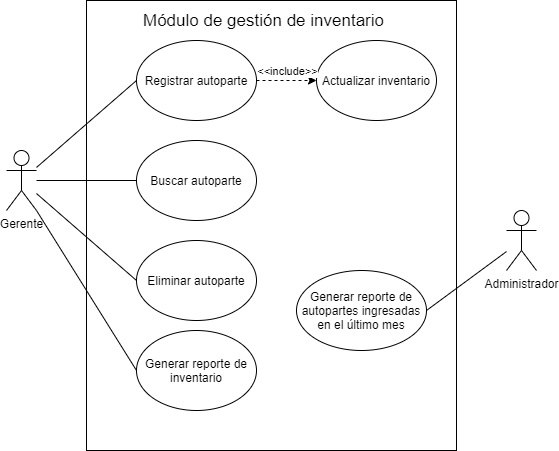 Módulo de gestión de inventario
Registrar autoparte
<<include>>
Actualizar inventario
Buscar autoparte
Gerente
Eliminar autoparte
Administrador
Generar reporte de
autopartes ingresadas
en el último mes
Generar reporte de
inventario